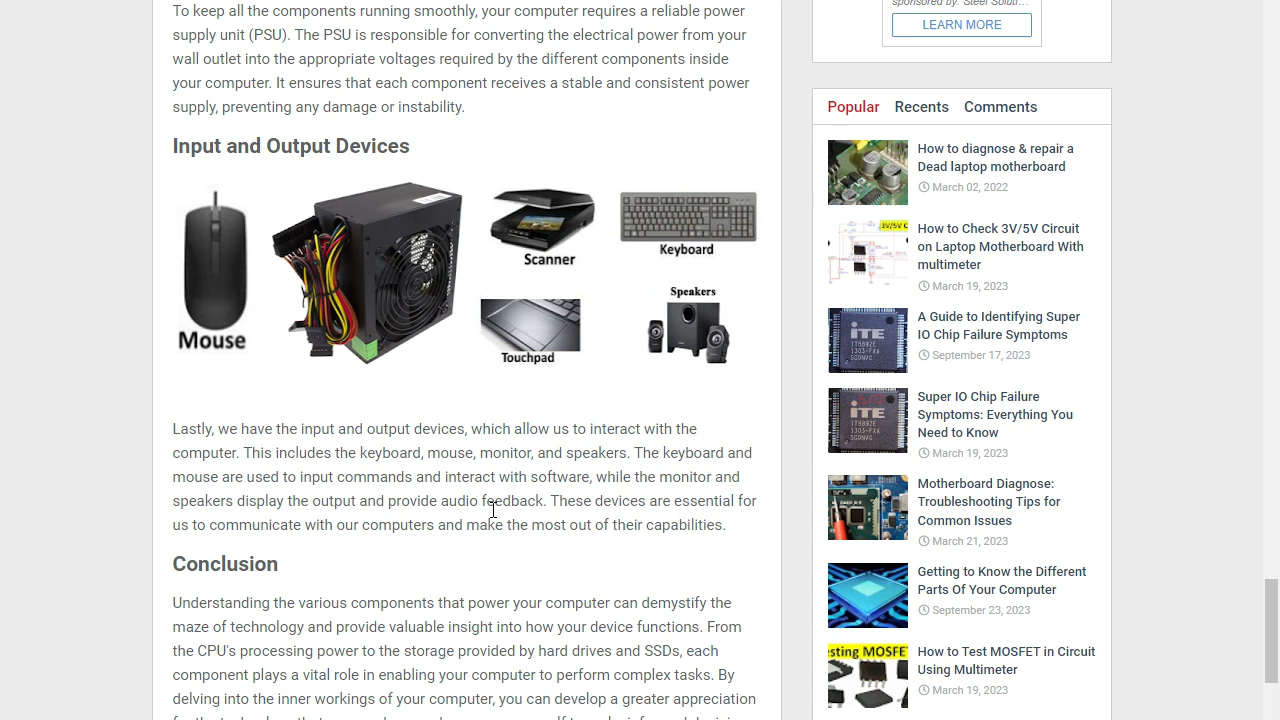 To keep all the components running smoothly, your computer requires a reliable power
supply unit (PSU). The PSU is responsible for converting the electrical power from your
wall outlet into the appropriate voltages required by the different components inside
your computer. It ensures that each component receives a stable and consistent power
supply, preventing any damage or instability.
Input and Output Devices
Mouse
Scanner
Keyboard
Touchpad
Speakers
Lastly, we have the input and output devices, which allow us to interact with the
computer. This includes the keyboard, mouse, monitor, and speakers. The keyboard and
mouse are used to input commands and interact with software, while the monitor and
speakers display the output and provide audio feedback. These devices are essential for
us to communicate with our computers and make the most out of their capabilities.
Conclusion
Understanding the various components that power your computer can demystify the
maze of technology and provide valuable insight into how your device functions. From
the CPU's processing power to the storage provided by hard drives and SSDs, each
component plays a vital role in enabling your computer to perform complex tasks. By
delving into the inner workings of your computer, you can develop a greater appreciation
sponsored by: Steel Soluti...
LEARN MORE
Popular Recents Comments
How to diagnose & repair a
Dead laptop motherboard
March 02, 2022
3V/5V C
How to Check 3V/5V Circuit
on Laptop Motherboard With
multimeter
March 19, 2023
iTE
IT8892E
1303-FXA
A Guide to Identifying Super
IO Chip Failure Symptoms
September 17, 2023
iTE
IT8892E
1303-FXA
Super IO Chip Failure
Symptoms: Everything You
Need to Know
March 19, 2023
Motherboard Diagnose:
Troubleshooting Tips for
Common Issues
March 21, 2023
Getting to Know the Different
Parts Of Your Computer
September 23, 2023
esting MOSFE
How to Test MOSFET in Circuit
Using Multimeter
March 19, 2023